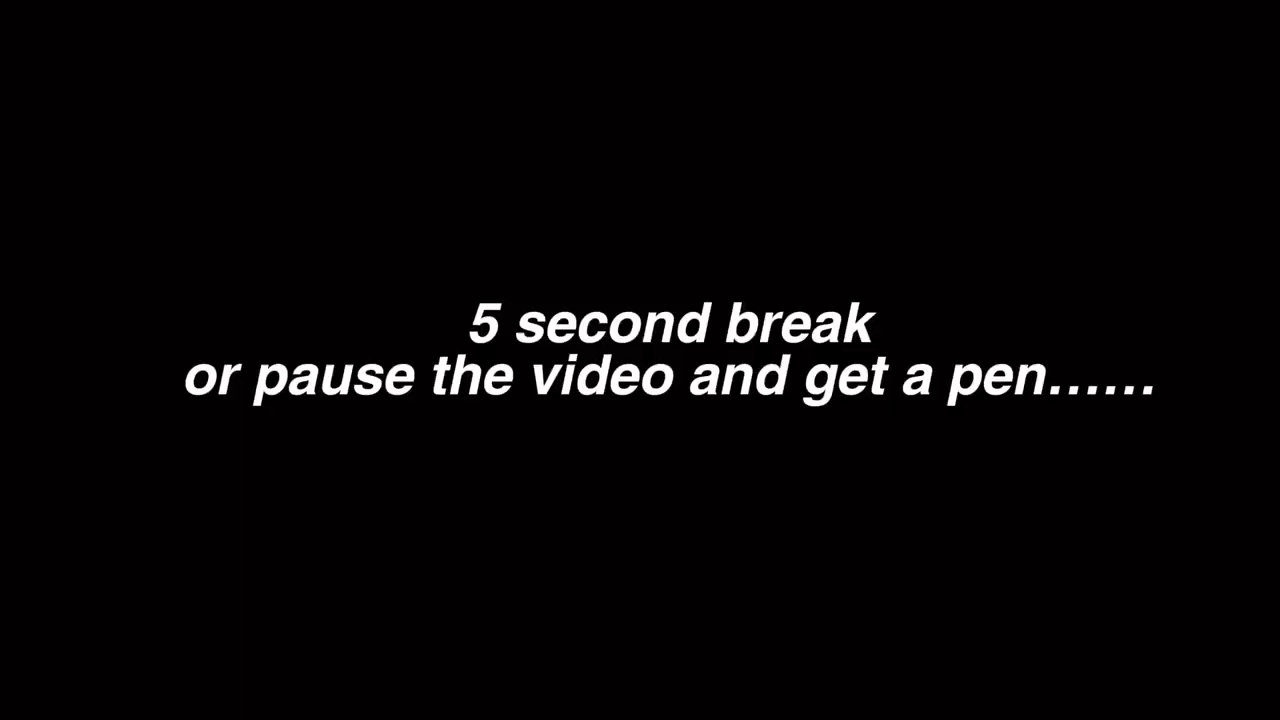 5 second break
or pause the video and get a pen......